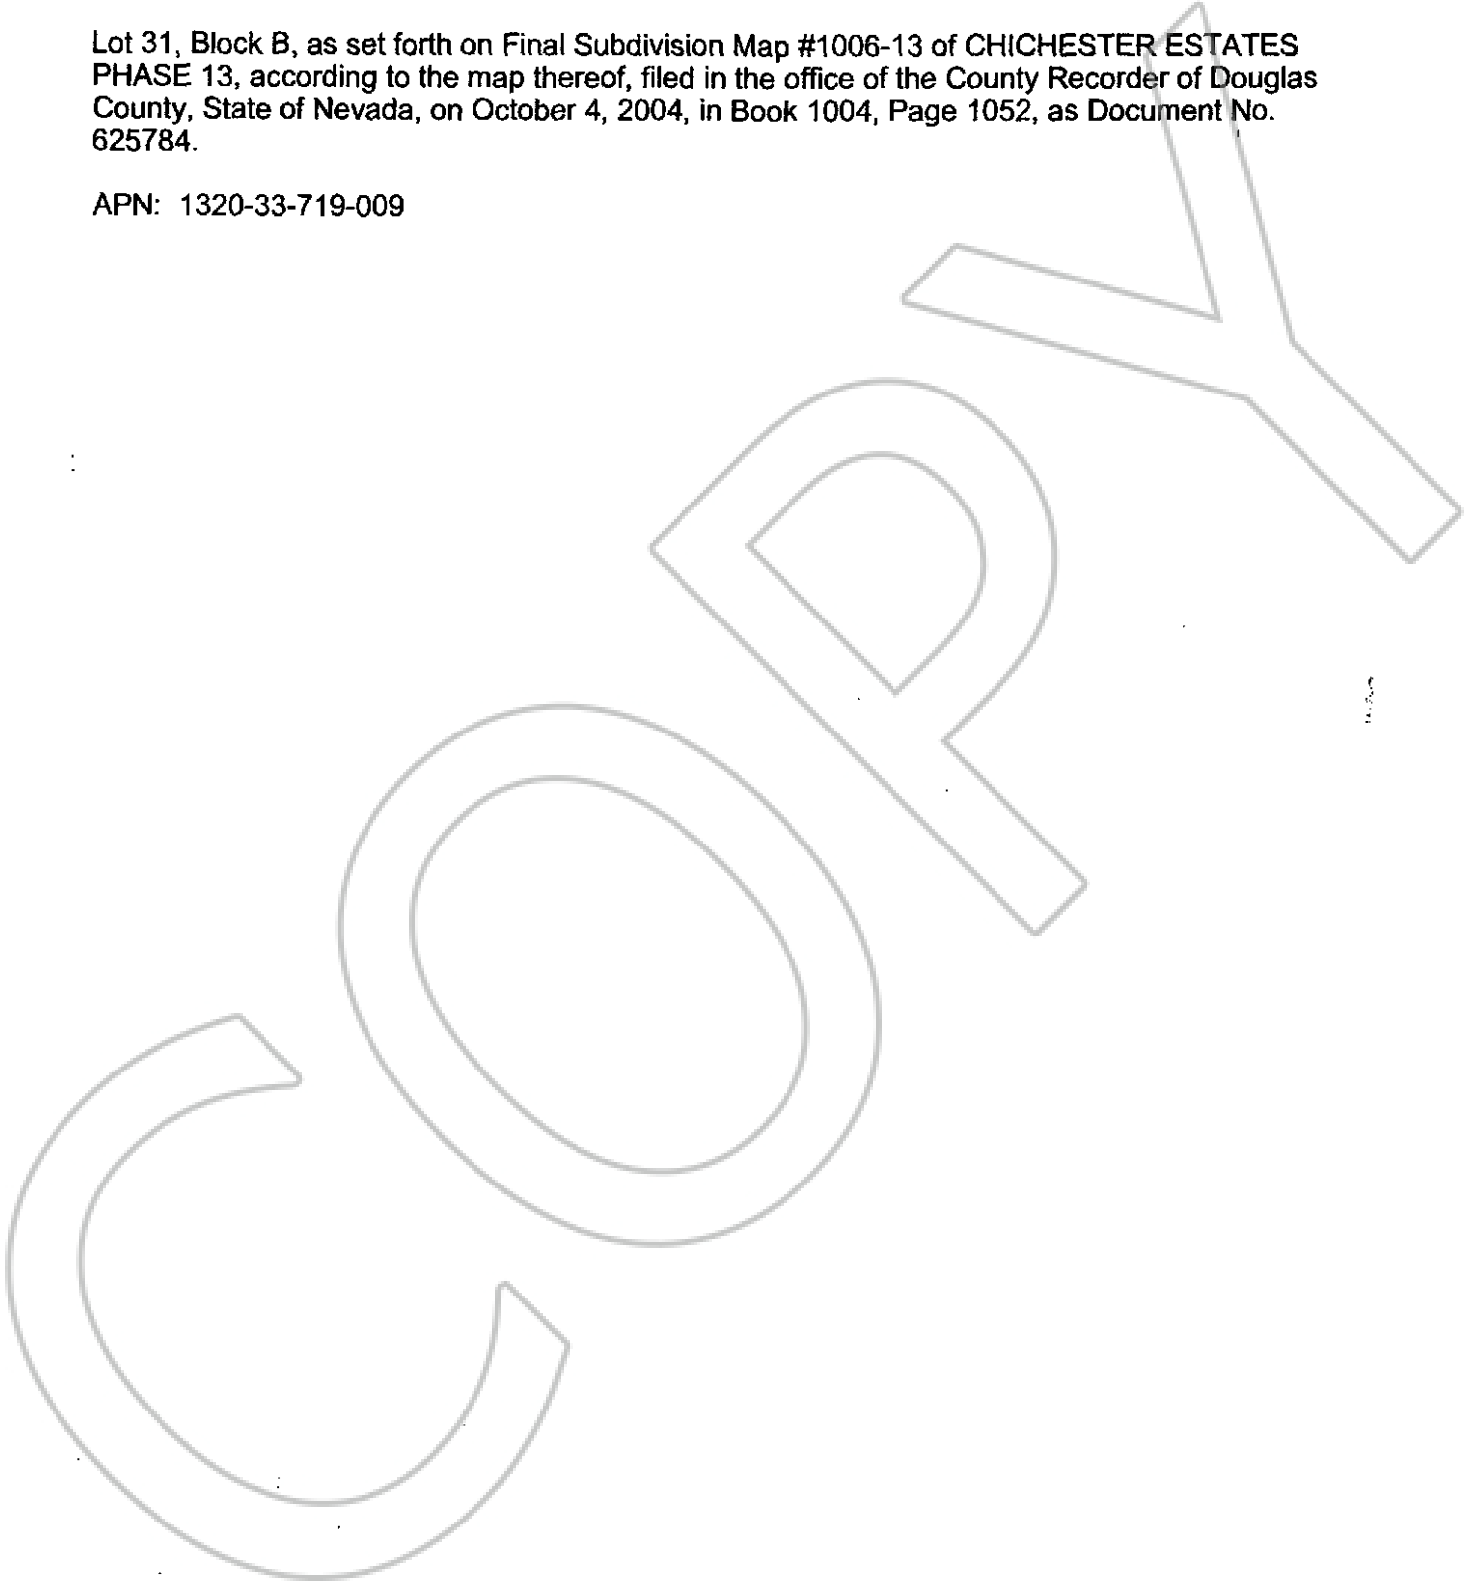 Lot 31, Block B, as set forth on Final Subdivision Map #1006-13 of CHICHESTER ESTATES
PHASE 13, according to the map thereof, filed in the office of the County Recorder of Douglas
County, State of Nevada, on October 4, 2004, in Book 1004, Page 1052, as Document No.
625784.
APN: 1320-33-719-009
COPY